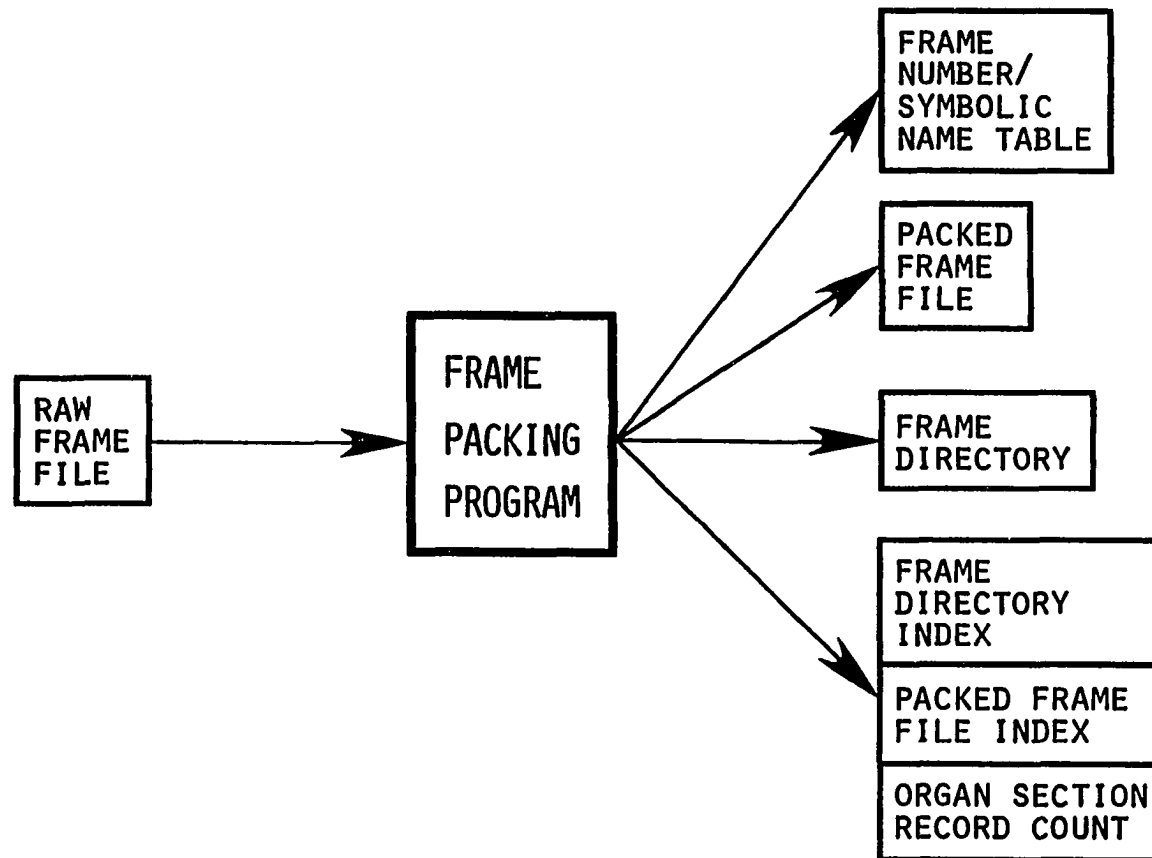 RAW
FRAME
FILE
FRAME
PACKING
PROGRAM
FRAME
NUMBER/
SYMBOLIC
NAME TABLE
PACKED
FRAME
FILE
FRAME
DIRECTORY
FRAME
DIRECTORY
INDEX
PACKED FRAME
FILE INDEX
ORGAN SECTION
RECORD COUNT